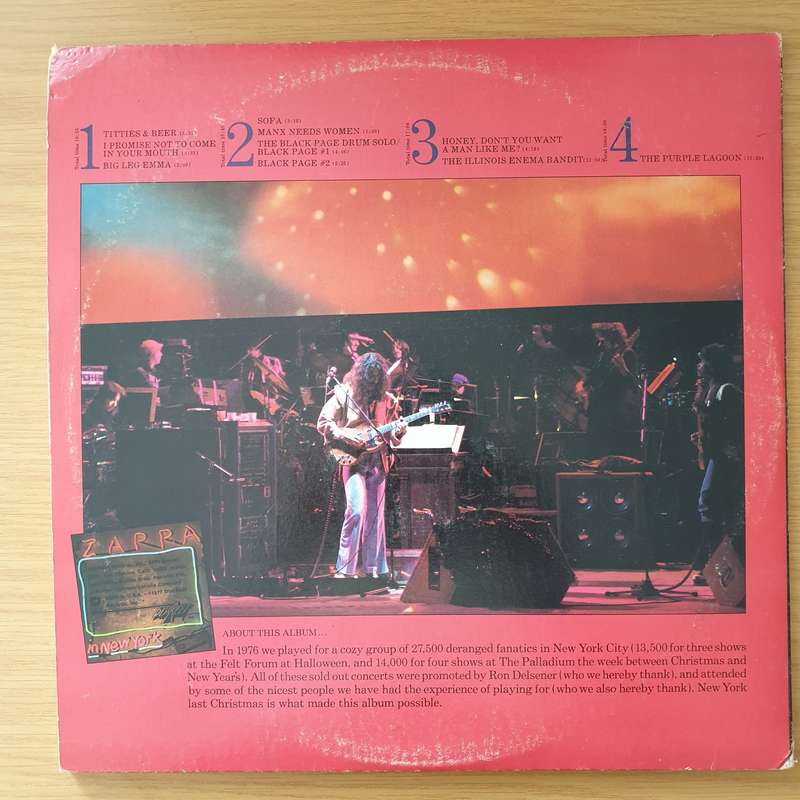 1
TITTIES & BEER
I PROMISE NOT TO COME
IN YOUR MOUTH
BIG LEG EMMA
2
SOFA
MANX NEEDS WOMEN
THE BLACK PAGE DRUM SOLO/
BLACK PAGE #1
BLACK PAGE #2
3
HONEY, DON'T YOU WANT
A MAN LIKE ME?
THE ILLINOIS ENEMA BANDIT
4
THE PURPLE LAGOON
ZAPPA
in New York
ABOUT THIS ALBUM...
In 1976 we played for a cozy group of 27,500 deranged fanatics in New York City (13,500 for three shows
at the Felt Forum at Halloween, and 14,000 for four shows at The Palladium the week between Christmas and
New Year's). All of these sold out concerts were promoted by Ron Delsener (who we hereby thank), and attended
by some of the nicest people we have had the experience of playing for (who we also hereby thank). New York
last Christmas is what made this album possible.